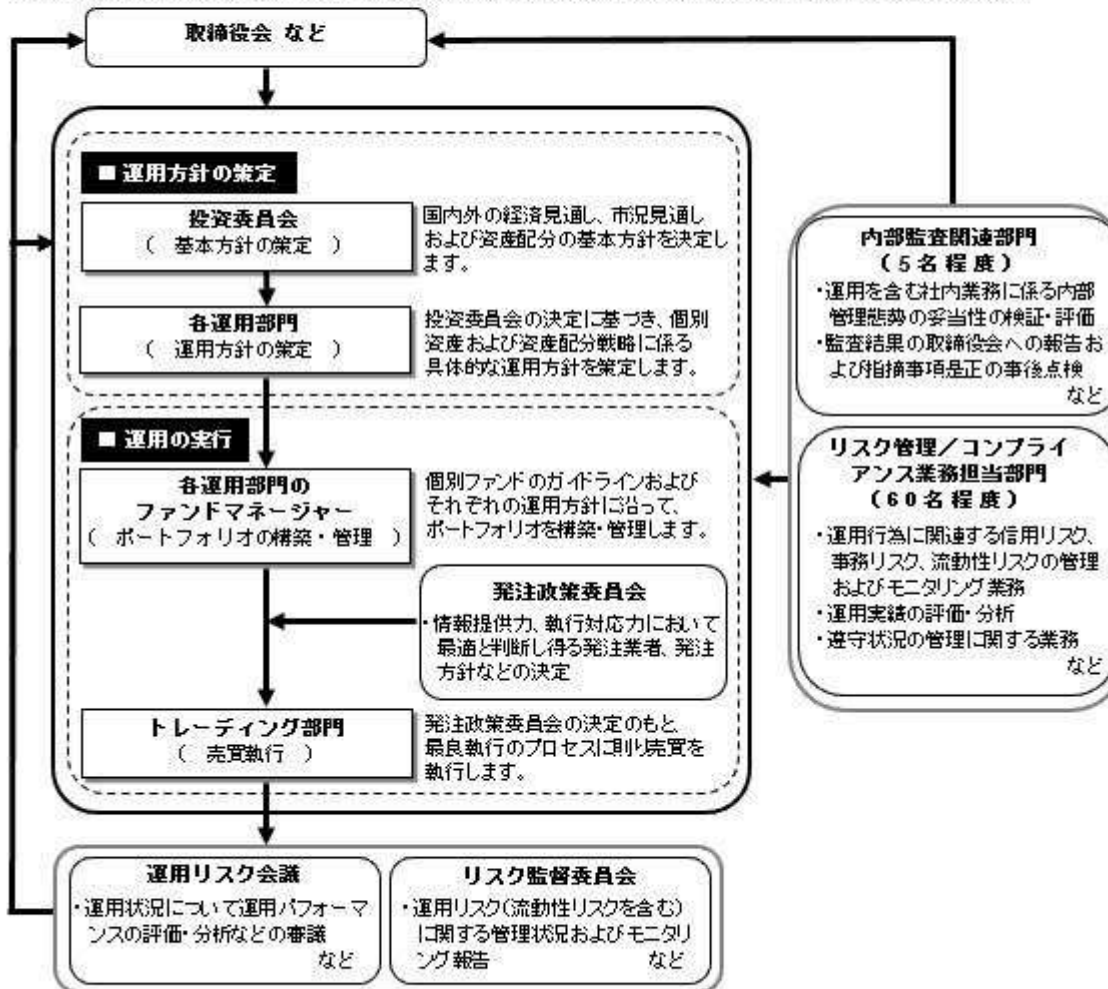 取締役会 など
■ 運用方針の策定
投資委員会
( 基本方針の策定 )
国内外の経済見通し、市況見通し
および資産配分の基本方針を決定し
ます。
各運用部門
( 運用方針の策定 )
投資委員会の決定に基づき、個別
資産および資産配分戦略に係る
具体的な運用方針を策定します。
■ 運用の実行
各運用部門の
ファンドマネージャー
( ポートフォリオの構築・管理 )
個別ファンドのガイドラインおよび
それぞれの運用方針に沿って、
ポートフォリオを構築・管理します。
発注政策委員会
・情報提供力、執行対応力において
最適と判断し得る発注業者、発注
方針などの決定
トレーディング部門
( 売買執行 )
発注政策委員会の決定のもと、
最良執行のプロセスに則り売買を
執行します。
内部監査関連部門
(5名程度)
・運用を含む社内業務に係る内部
管理態勢の妥当性の検証・評価
・監査結果の取締役会への報告お
よび指摘事項是正の事後点検
など
リスク管理/コンプライ
アンス業務担当部門
(60名程度)
・運用行為に関連する信用リスク、
事務リスク、流動性リスクの管理
およびモニタリング業務
・運用実績の評価・分析
・遵守状況の管理に関する業務
など
運用リスク会議
・運用状況について運用パフォーマ
ンスの評価・分析などの審議
など
リスク監督委員会
・運用リスク(流動性リスクを含む)
に関する管理状況およびモニタリ
ング報告 など